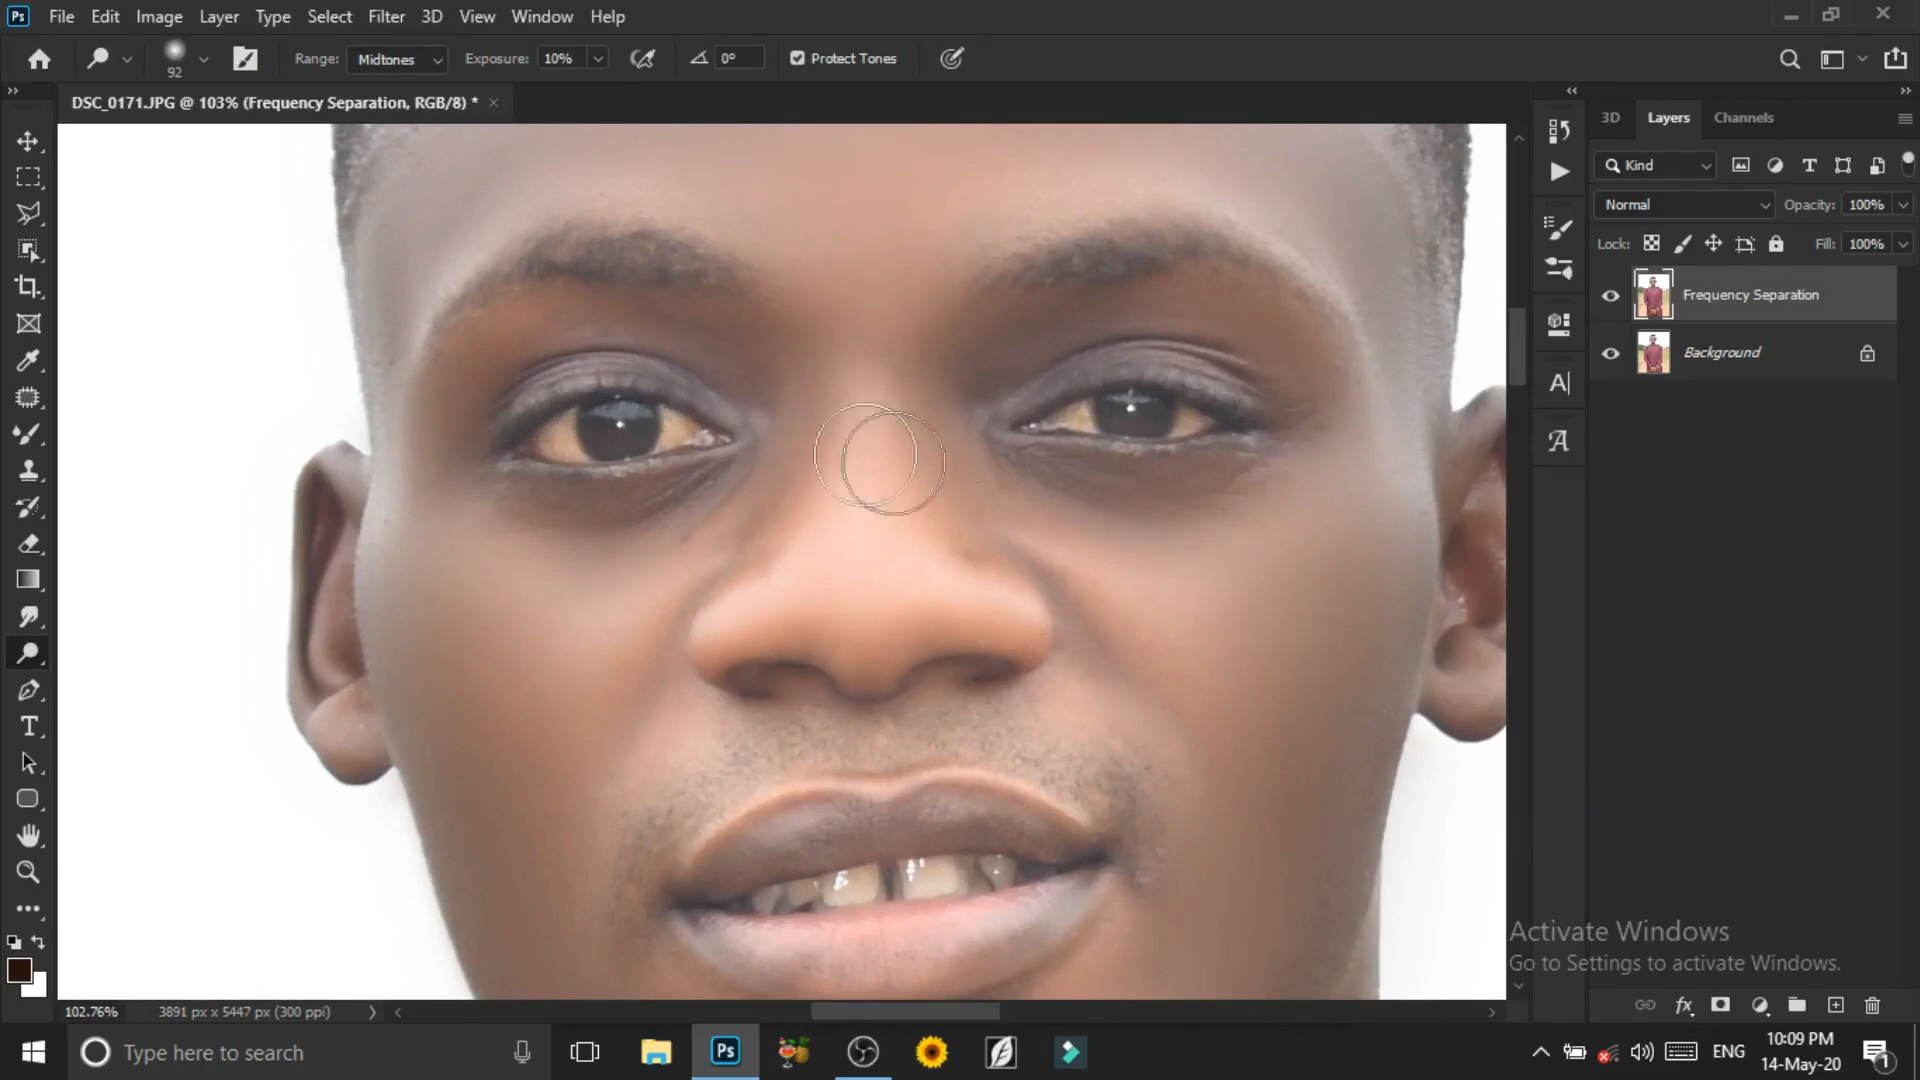 Ps File Edit Image Layer Type Select Filter 3D View Window Help
92 Range: Midtones Exposure: 10% 0° Protect Tones
DSC_0171.JPG @ 103% (Frequency Separation, RGB/8) *
3D Layers Channels
Kind
Normal Opacity: 100%
Lock: Fill: 100%
Frequency Separation
Background
Activate Windows
Go to Settings to activate Windows.
102.76% 3891 px x 5447 px (300 ppi)
Type here to search
Ps
ENG
10:09 PM
14-May-20
1